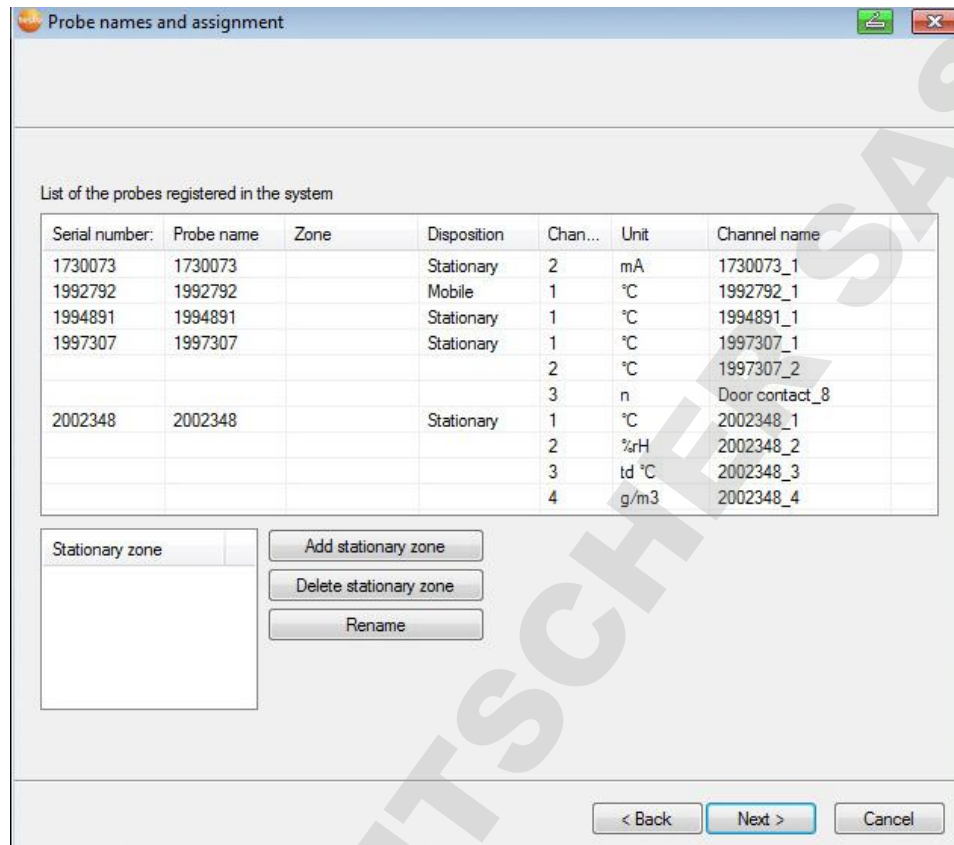 testo Probe names and assignment
List of the probes registered in the system
Serial number: Probe name Zone Disposition Chan... Unit Channel name
1730073 1730073 Stationary 2 mA 1730073_1
1992792 1992792 Mobile 1 °C 1992792_1
1994891 1994891 Stationary 1 °C 1994891_1
1997307 1997307 Stationary 1 °C 1997307_1
2 °C 1997307_2
3 n Door contact_8
2002348 2002348 Stationary 1 °C 2002348_1
2 %rH 2002348_2
3 td °C 2002348_3
4 g/m3 2002348_4
Stationary zone Add stationary zone
Delete stationary zone
Rename
< Back Next > Cancel